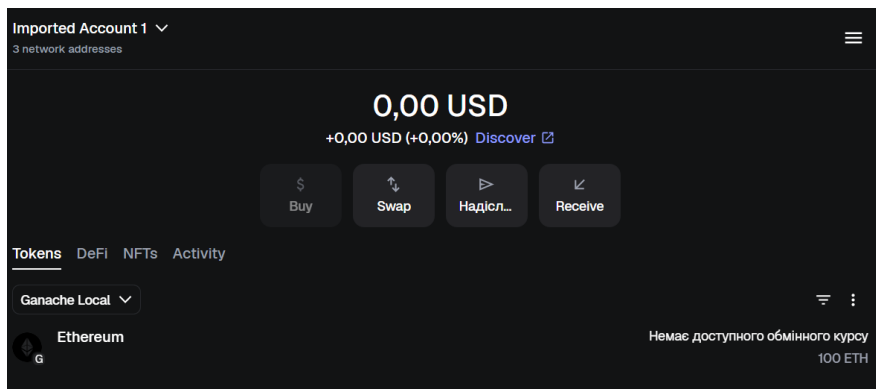 Imported Account 1
3 network addresses
0,00 USD
+0,00 USD (+0,00%) Discover
$
Buy
Swap
Надісл...
Receive
Tokens DeFi NFTs Activity
Ganache Local
Ethereum
Немає доступного обмінного курсу
G
100 ETH